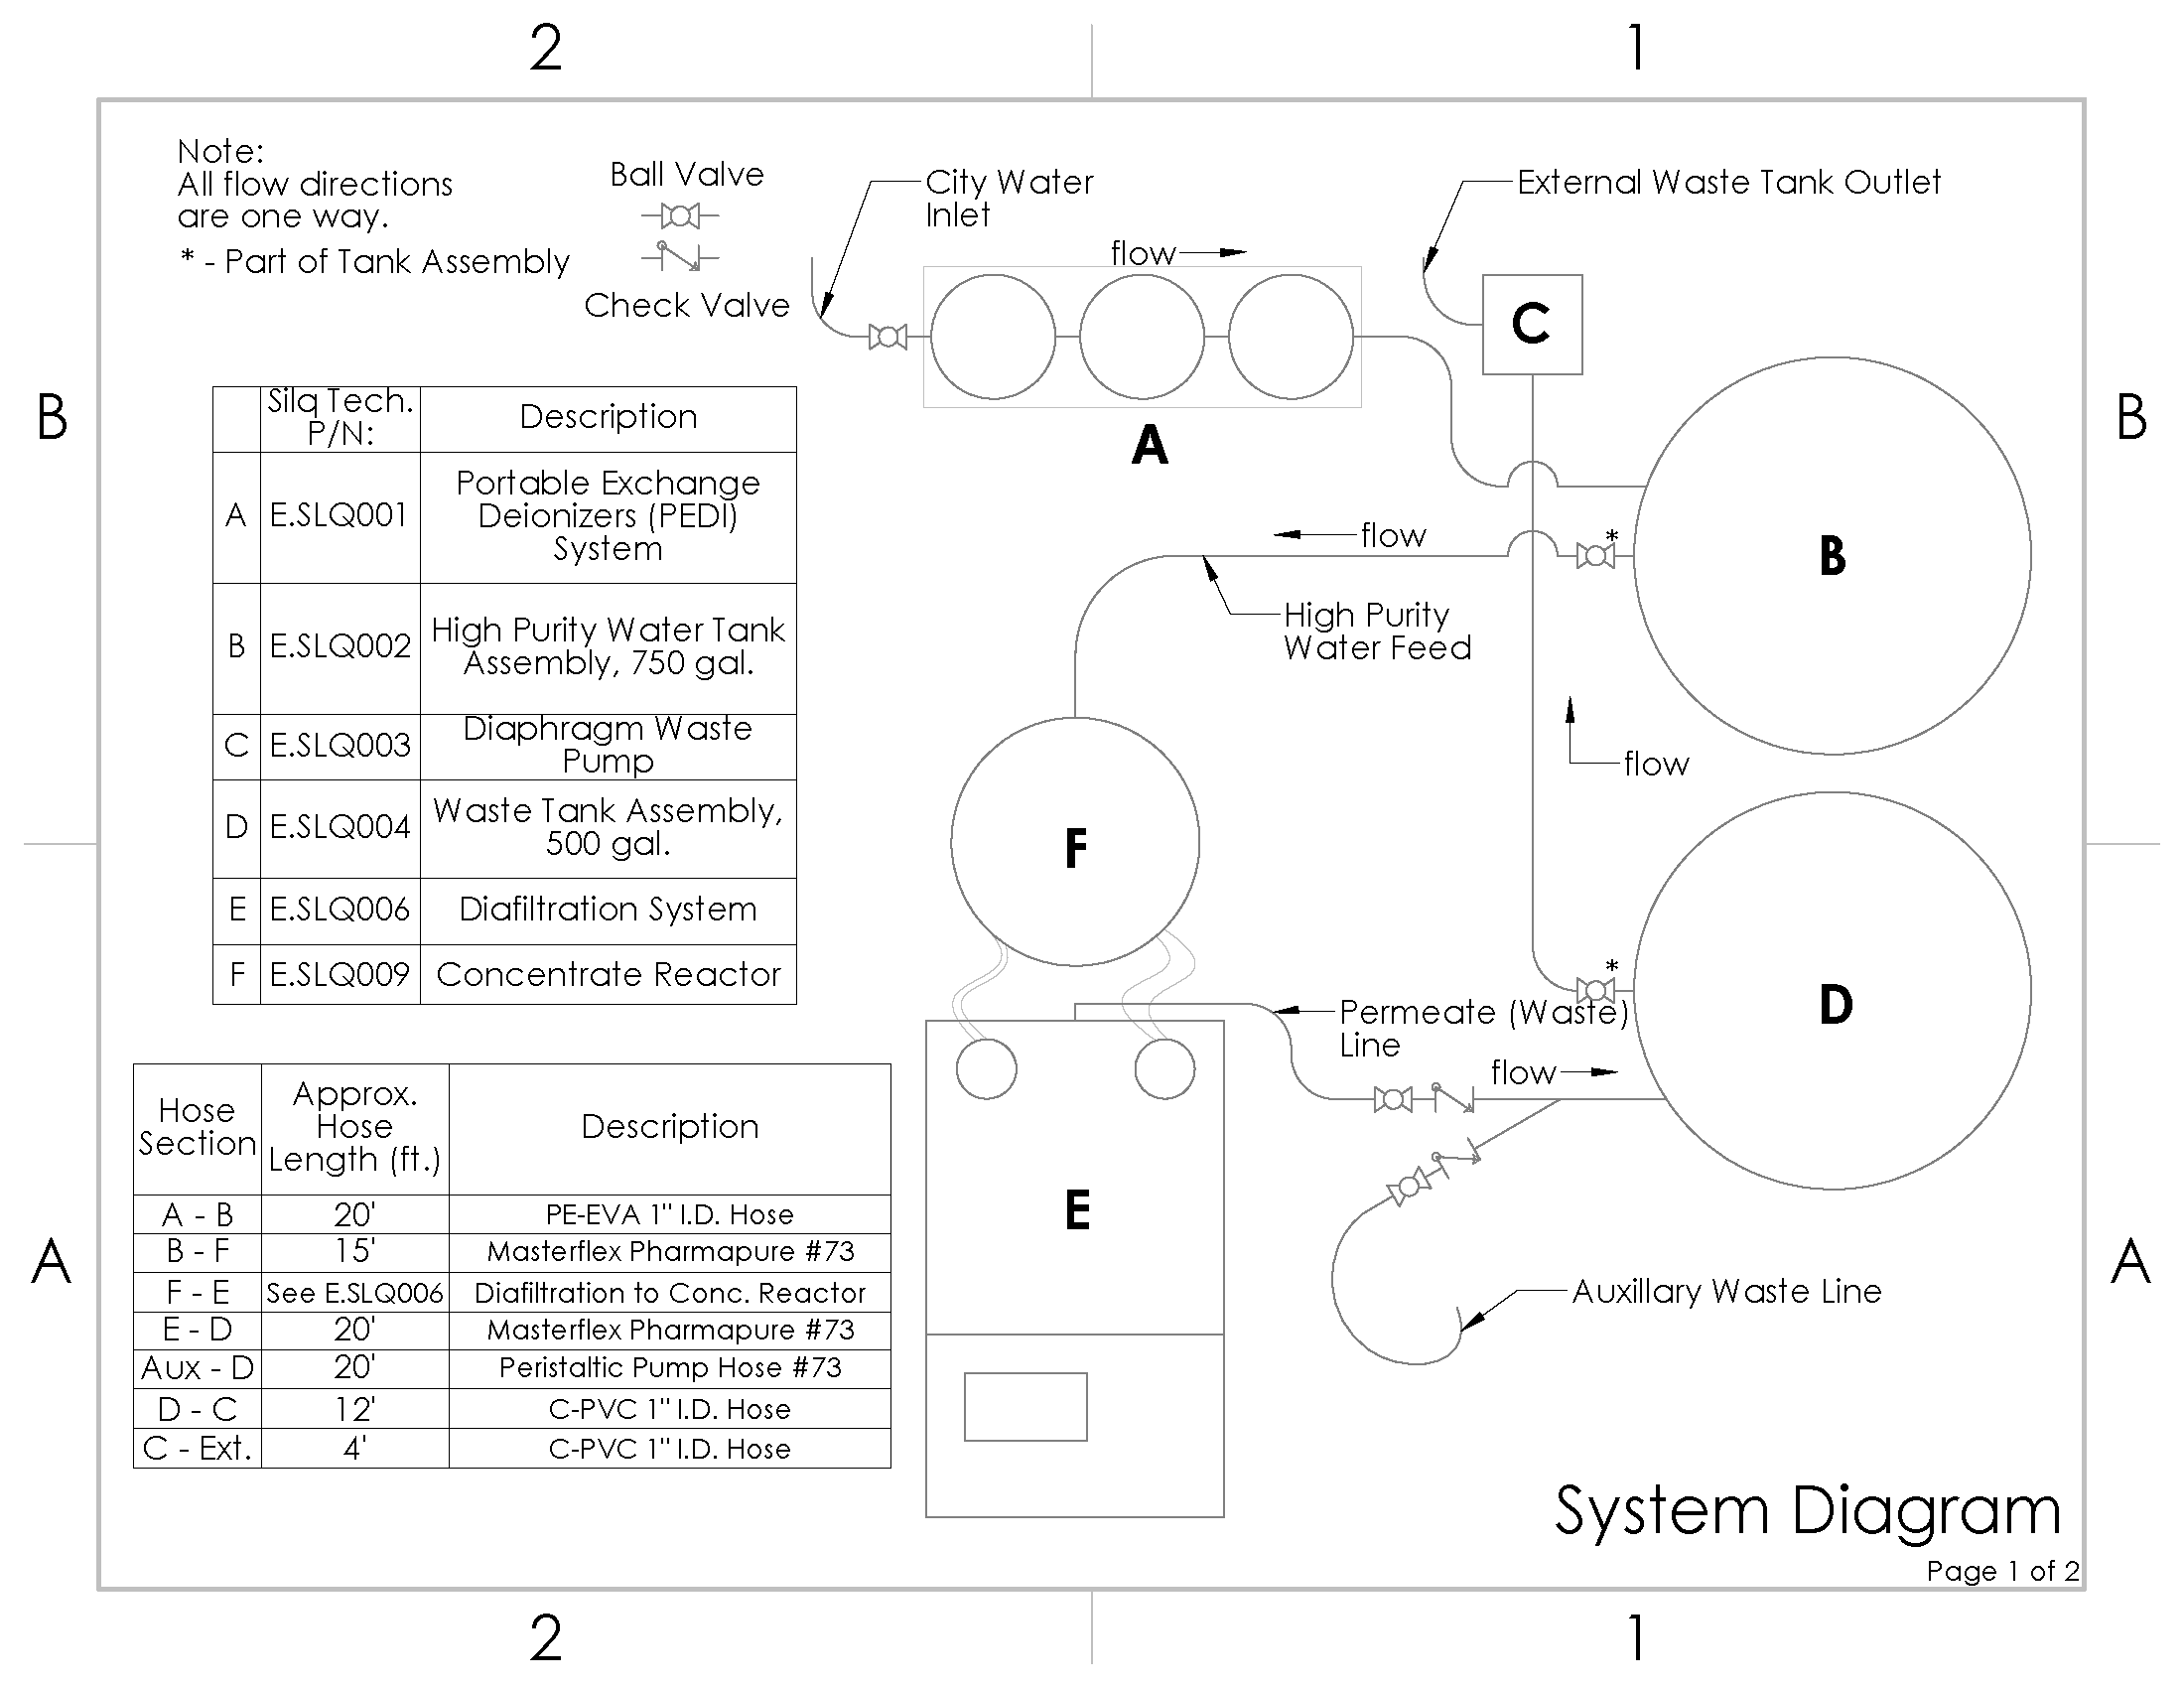 2
1
Note:
All flow directions
are one way.
* - Part of Tank Assembly
Ball Valve
Check Valve
City Water
Inlet
flow
External Waste Tank Outlet
C
A
B
B
Silq Tech.
P/N:
Description
A
E.SLQ001
Portable Exchange
Deionizers (PEDI)
System
B
E.SLQ002
High Purity Water Tank
Assembly, 750 gal.
C
E.SLQ003
Diaphragm Waste
Pump
D
E.SLQ004
Waste Tank Assembly,
500 gal.
E
E.SLQ006
Diafiltration System
F
E.SLQ009
Concentrate Reactor
flow
*
B
High Purity
Water Feed
flow
F
*
D
Permeate (Waste)
Line
flow
E
Auxillary Waste Line
Hose
Section
Approx.
Hose
Length (ft.)
Description
A - B
20'
PE-EVA 1" I.D. Hose
B - F
15'
Masterflex Pharmapure #73
F - E
See E.SLQ006
Diafiltration to Conc. Reactor
E - D
20'
Masterflex Pharmapure #73
Aux - D
20'
Peristaltic Pump Hose #73
D - C
12'
C-PVC 1" I.D. Hose
C - Ext.
4'
C-PVC 1" I.D. Hose
A
A
System Diagram
Page 1 of 2
2
1